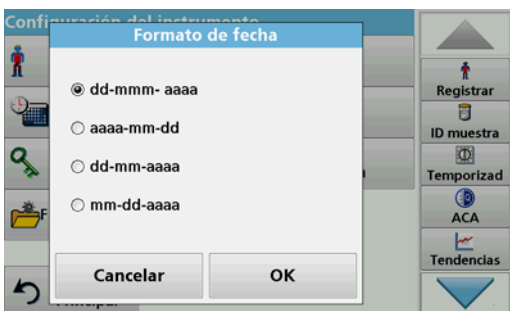 Configuración del instrumento
Formato de fecha
dd-mmm- aaaa
aaaa-mm-dd
dd-mm-aaaa
mm-dd-aaaa
Cancelar
OK
Registrar
ID muestra
Temporizad
ACA
Tendencias
F
Principal